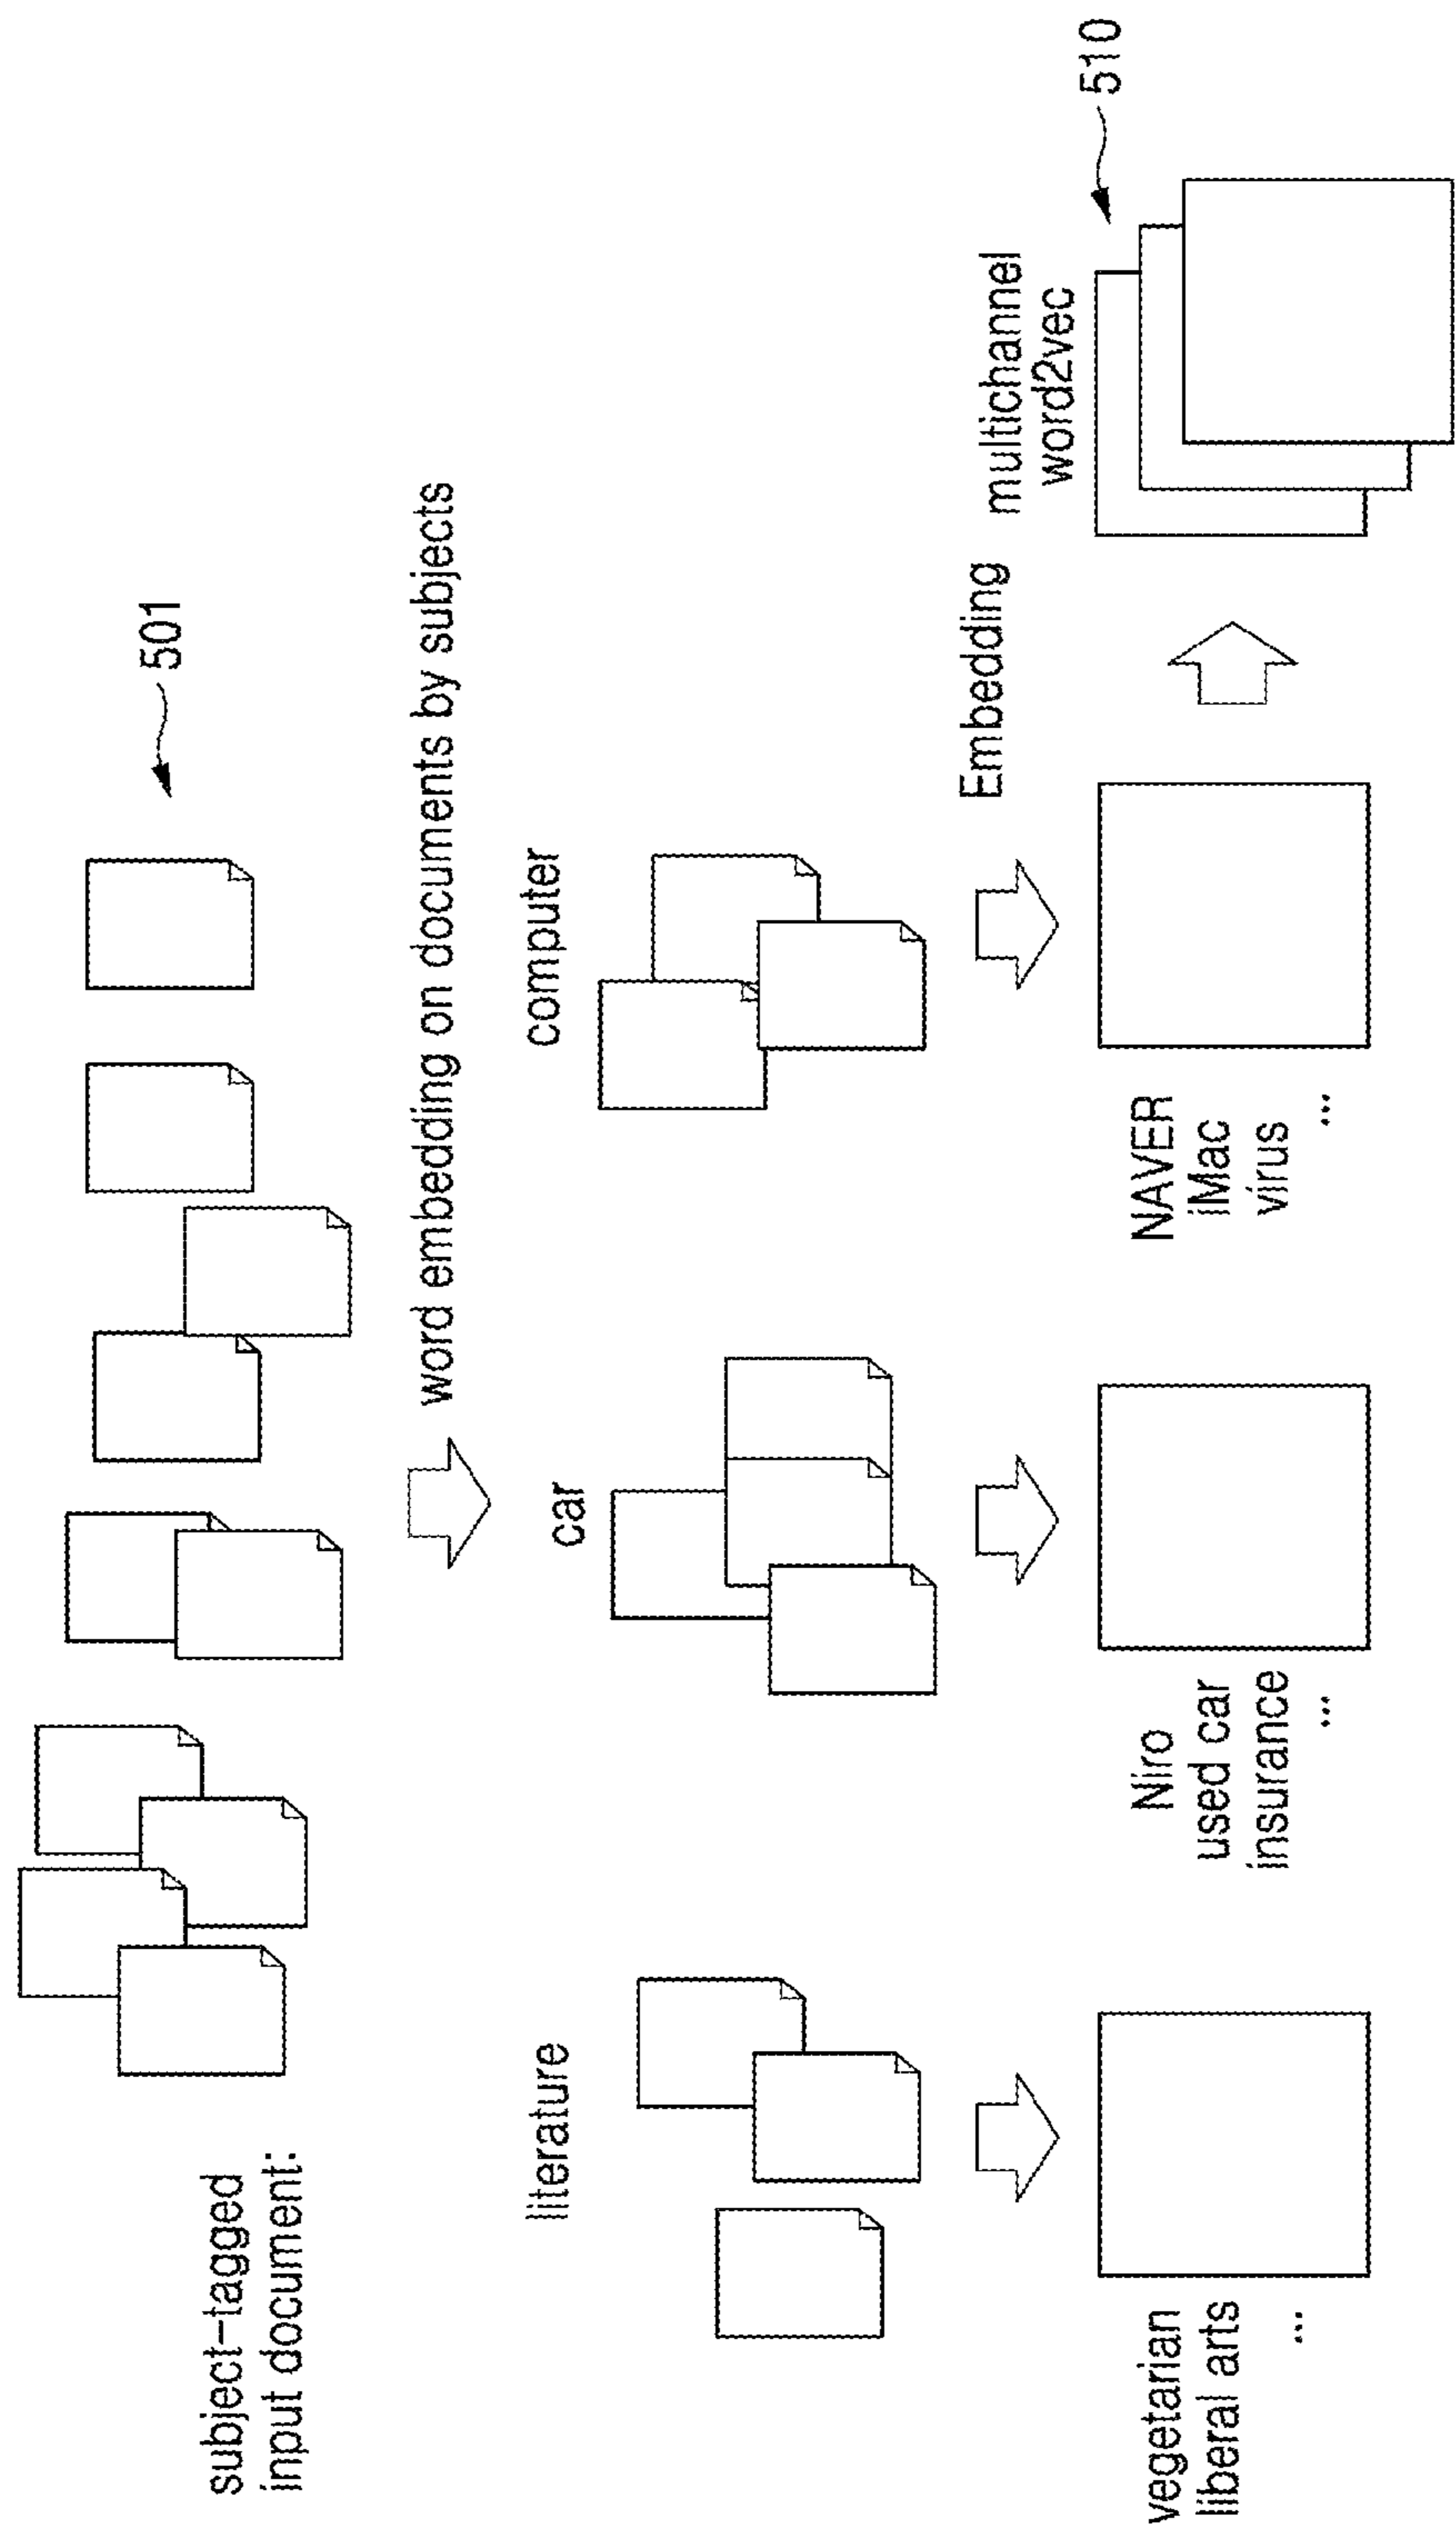 subject-tagged
input document:
501
word embedding on documents by subjects
literature
car
computer
vegetarian
liberal arts
...
Niro
used car
insurance
...
NAVER
iMac
virus
...
Embedding
multichannel
word2vec
510